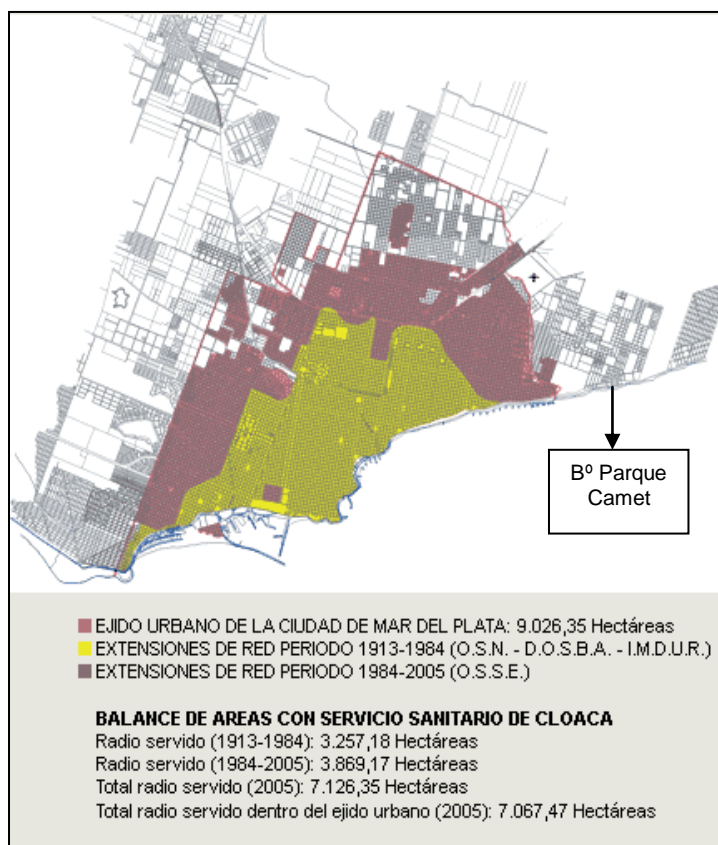 Bº Parque
Camet
EJIDO URBANO DE LA CIUDAD DE MAR DEL PLATA: 9.026,35 Hectáreas
EXTENSIONES DE RED PERIODO 1913-1984 (O.S.N. - D.O.S.B.A. - I.M.D.U.R.)
EXTENSIONES DE RED PERIODO 1984-2005 (O.S.S.E.)
BALANCE DE AREAS CON SERVICIO SANITARIO DE CLOACA
Radio servido (1913-1984): 3.257,18 Hectáreas
Radio servido (1984-2005): 3.869,17 Hectáreas
Total radio servido (2005): 7.126,35 Hectáreas
Total radio servido dentro del ejido urbano (2005): 7.067,47 Hectáreas